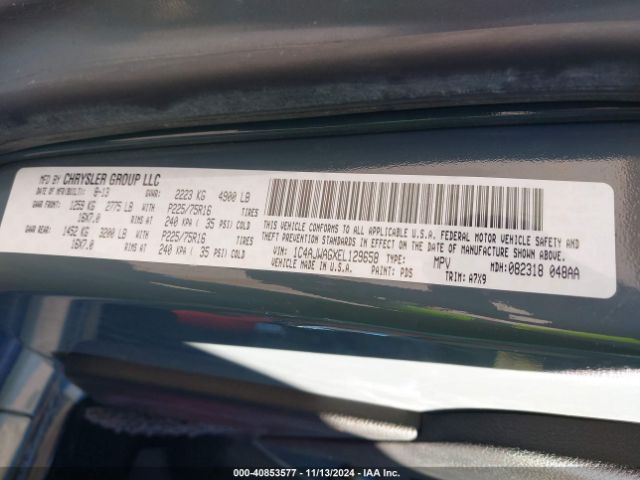 MFD BY CHRYSLER GROUP LLC
DATE OF MFR/BUILT: 8-13 GVWR: 2223 KG 4900 LB
GAWR FRONT: 1259 KG 2775 LB WITH P225/75R16 TIRES
16X7.0 RIMS AT 240 KPA ( 35 PSI) COLD
GAWR REAR: 1452 KG 3200 LB WITH P225/75R16 TIRES
16X7.0 RIMS AT 240 KPA ( 35 PSI) COLD
THIS VEHICLE CONFORMS TO ALL APPLICABLE U.S.A. FEDERAL MOTOR VEHICLE SAFETY AND
THEFT PREVENTION STANDARDS IN EFFECT ON THE DATE OF MANUFACTURE SHOWN ABOVE.
VIN: 1C4AJWAGXEL129658 TYPE: MPV MDH:082318 048AA
VEHICLE MADE IN U.S.A. PAINT: PDS TRIM: A7X9
000-40853577 - 11/13/2024 - IAA Inc.